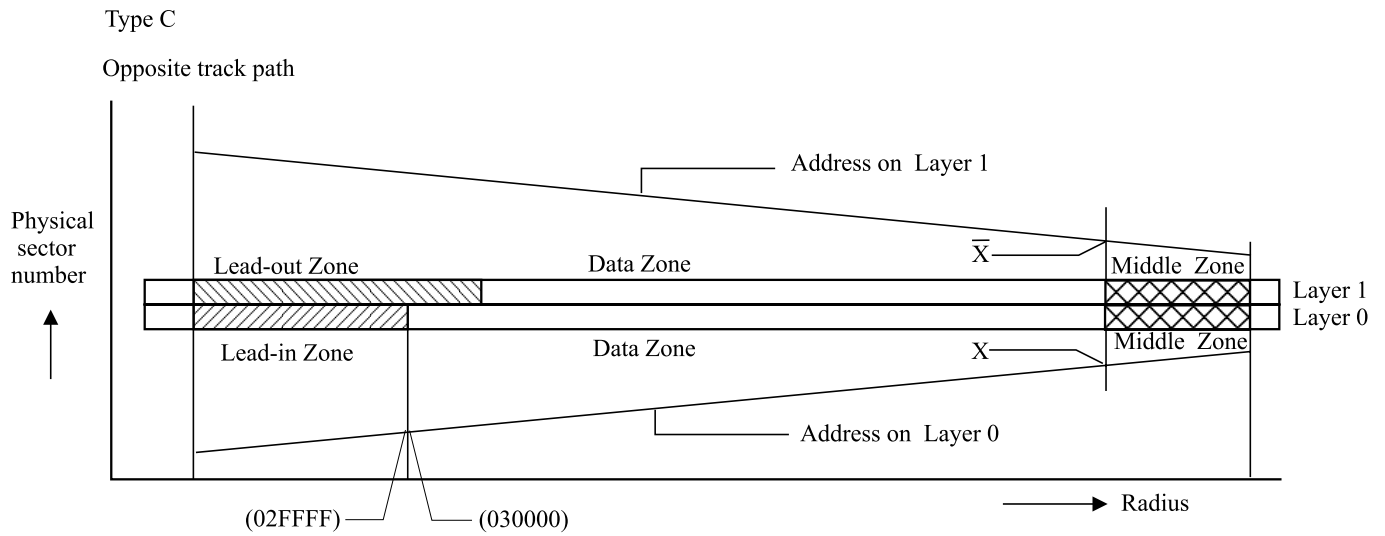 Type C
Opposite track path
Address on Layer 1
Physical
sector
number
X̅
Lead-out Zone
Data Zone
Middle Zone
Layer 1
Layer 0
Lead-in Zone
Data Zone
X
Middle Zone
Address on Layer 0
(02FFFF)
(030000)
Radius